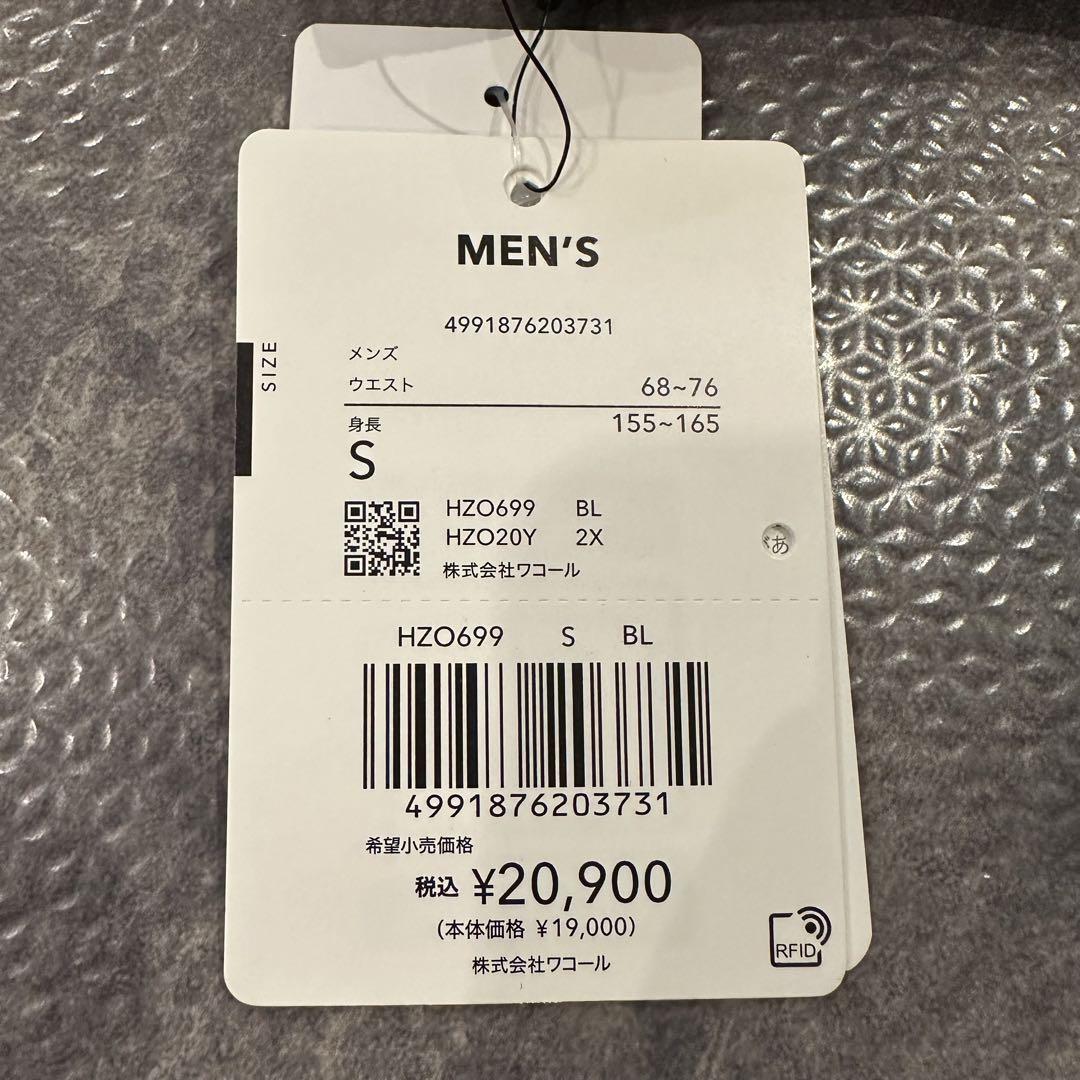 MEN'S
4991876203731
SIZE
メンズ
ウエスト 68~76
身長 155~165
S
HZO699 BL
HZO20Y 2X
株式会社ワコール
あ
HZO699 S BL
4991876203731
希望小売価格
税込 ¥20,900
(本体価格 ¥19,000)
株式会社ワコール
RFID